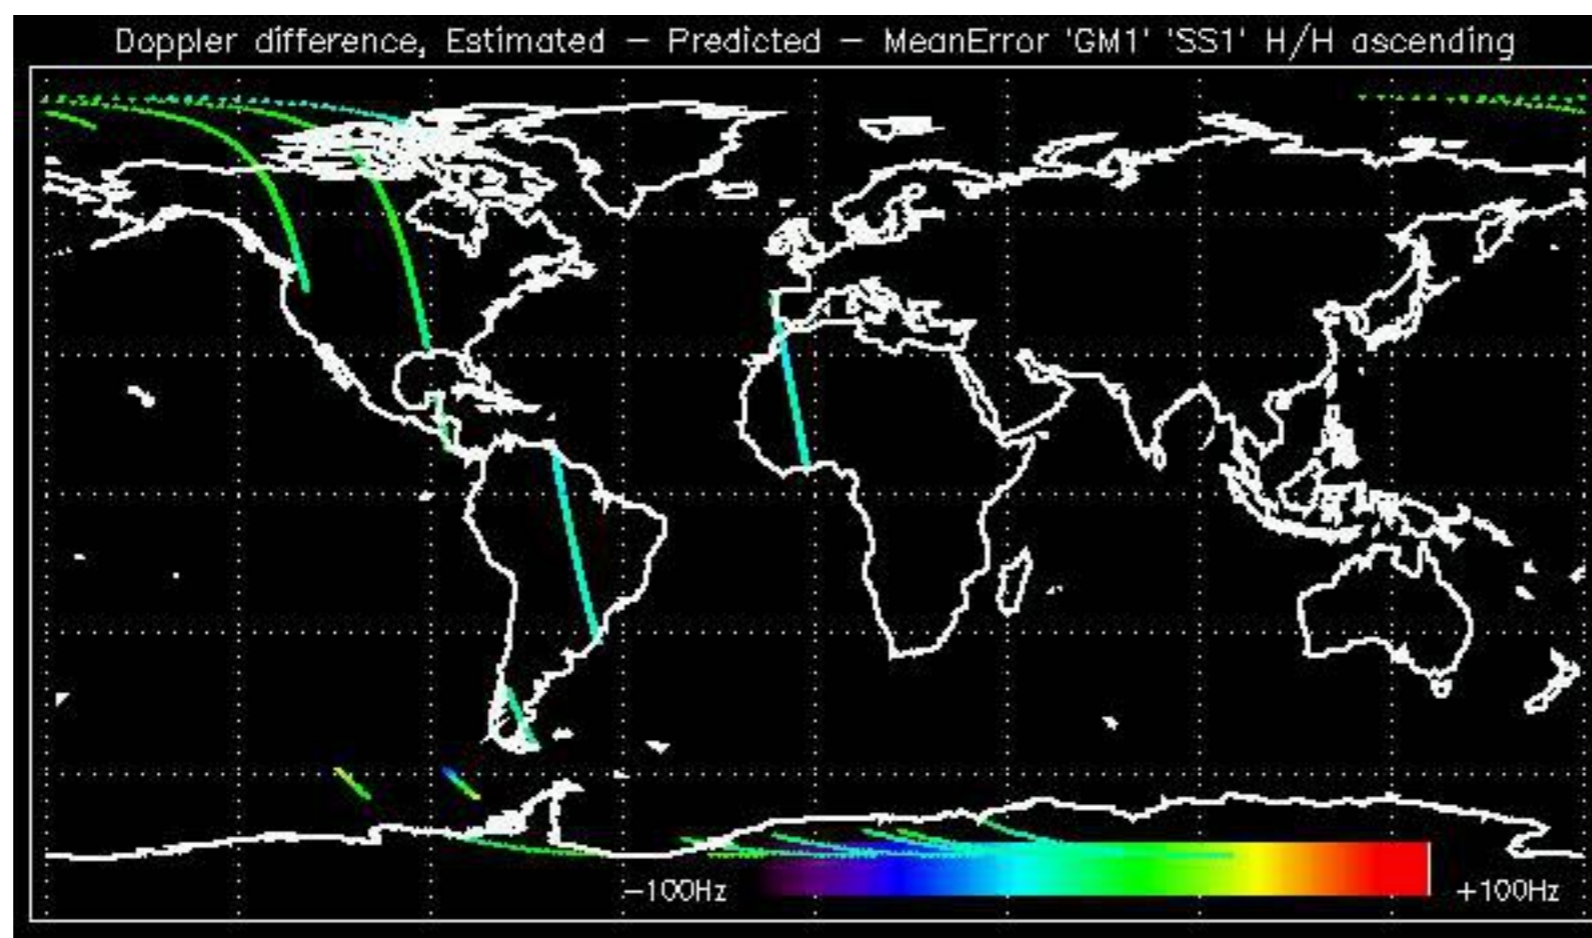 Doppler difference, Estimated – Predicted – MeanError 'GM1' 'SS1' H/H ascending
–100Hz
+100Hz